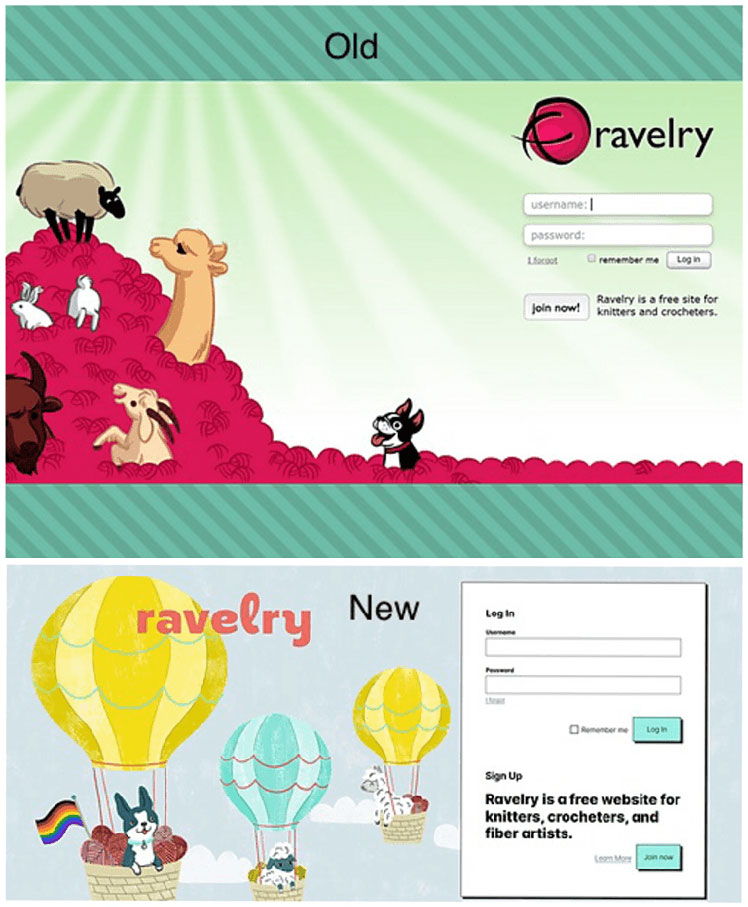 Old
ravelry
username:
password:
I forgot
remember me
Log in
join now!
Ravelry is a free site for
knitters and crocheters.
ravelry
New
Log In
Username
Password
I forgot
Remember me
Log In
Sign Up
Ravelry is a free website for
knitters, crocheters, and
fiber artists.
Learn More
Join now